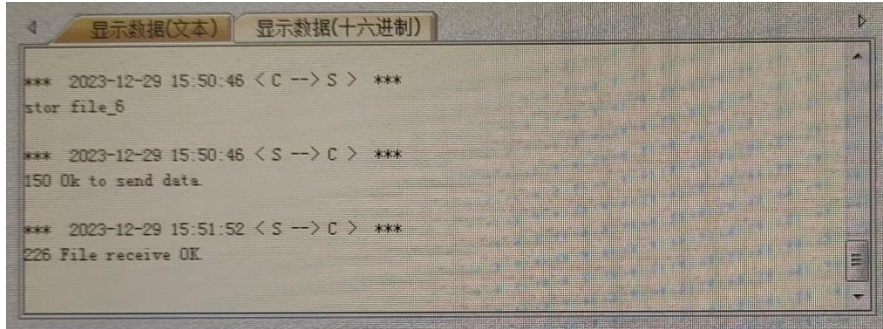 显示数据(文本) 显示数据(十六进制)
*** 2023-12-29 15:50:46 < C --> S > ***
stor file_6
*** 2023-12-29 15:50:46 < S --> C > ***
150 Ok to send data.
*** 2023-12-29 15:51:52 < S --> C > ***
226 File receive OK.